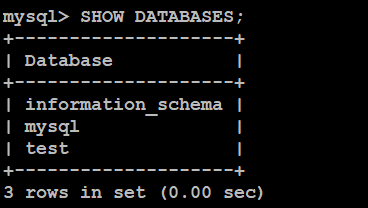 mysql> SHOW DATABASES;
+--------------------+
| Database           |
+--------------------+
| information_schema |
| mysql              |
| test               |
+--------------------+
3 rows in set (0.00 sec)